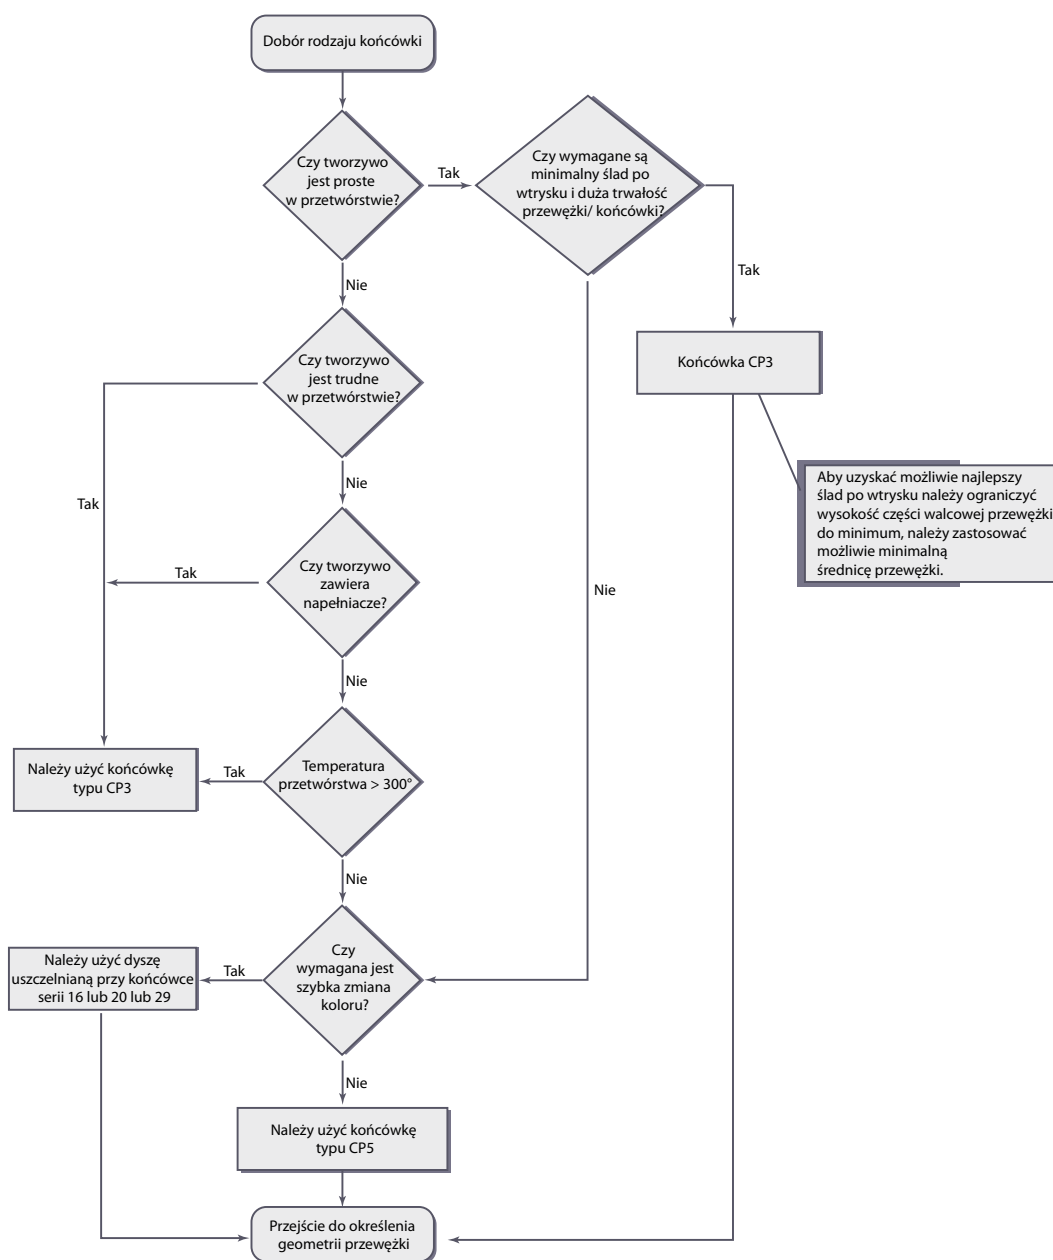 Dobór rodzaju końcówki
Czy tworzywo
jest proste
w przetwórstwie?
Tak
Czy wymagane są
minimalny ślad po
wtrysku i duża trwałość
przewężki/ końcówki?
Tak
Nie
Końcówka CP3
Czy tworzywo
jest trudne
w przetwórstwie?
Aby uzyskać możliwie najlepszy
ślad po wtrysku należy ograniczyć
wysokość części walcowej przewężki
do minimum, należy zastosować
możliwie minimalną
średnicę przewężki.
Tak
Nie
Czy tworzywo
zawiera
napełniacze?
Tak
Nie
Nie
Temperatura
przetwórstwa > 300°
Tak
Należy użyć końcówkę
typu CP3
Nie
Czy
wymagana jest
szybka zmiana
koloru?
Tak
Należy użyć dyszę
uszczelnianą przy końcówce
serii 16 lub 20 lub 29
Nie
Należy użyć końcówkę
typu CP5
Przejście do określenia
geometrii przewężki